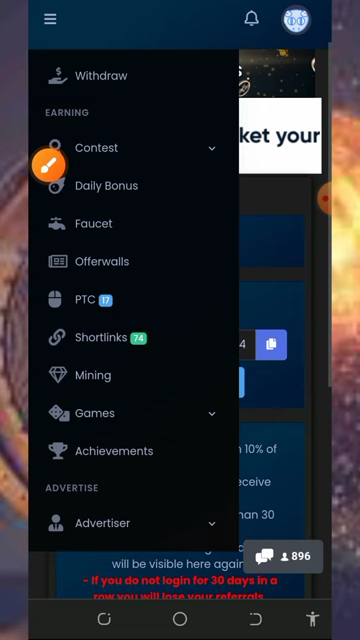 Withdraw
EARNING
Contest
ket your
Daily Bonus
Faucet
Offerwalls
PTC 17
Shortlinks 74
4
Mining
Games
Achievements
10% of
eceive
ADVERTISE
an 30
Advertiser
896
will be visible here again
- If you do not login for 30 days in a
row you will lose your referrals